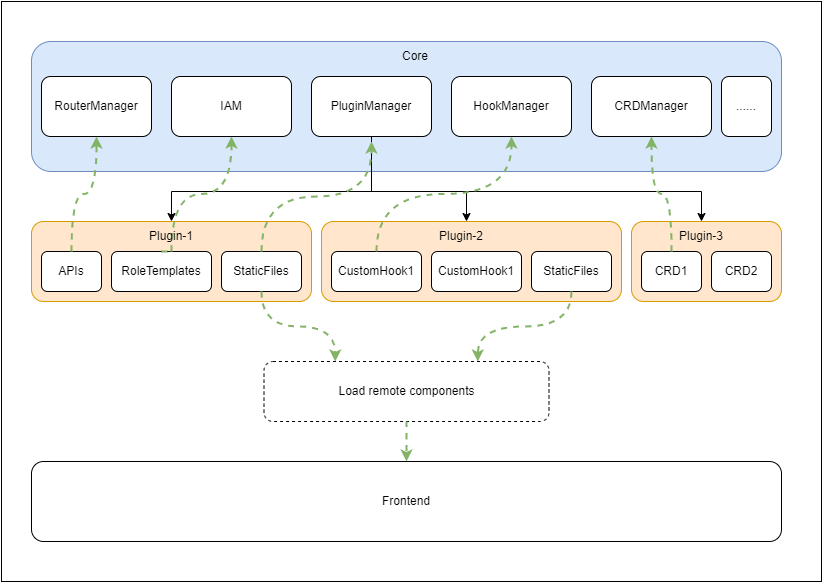 Core
RouterManager
IAM
PluginManager
HookManager
CRDManager
......
Plugin-1
Plugin-2
Plugin-3
APIs
RoleTemplates
StaticFiles
CustomHook1
CustomHook1
StaticFiles
CRD1
CRD2
Load remote components
Frontend